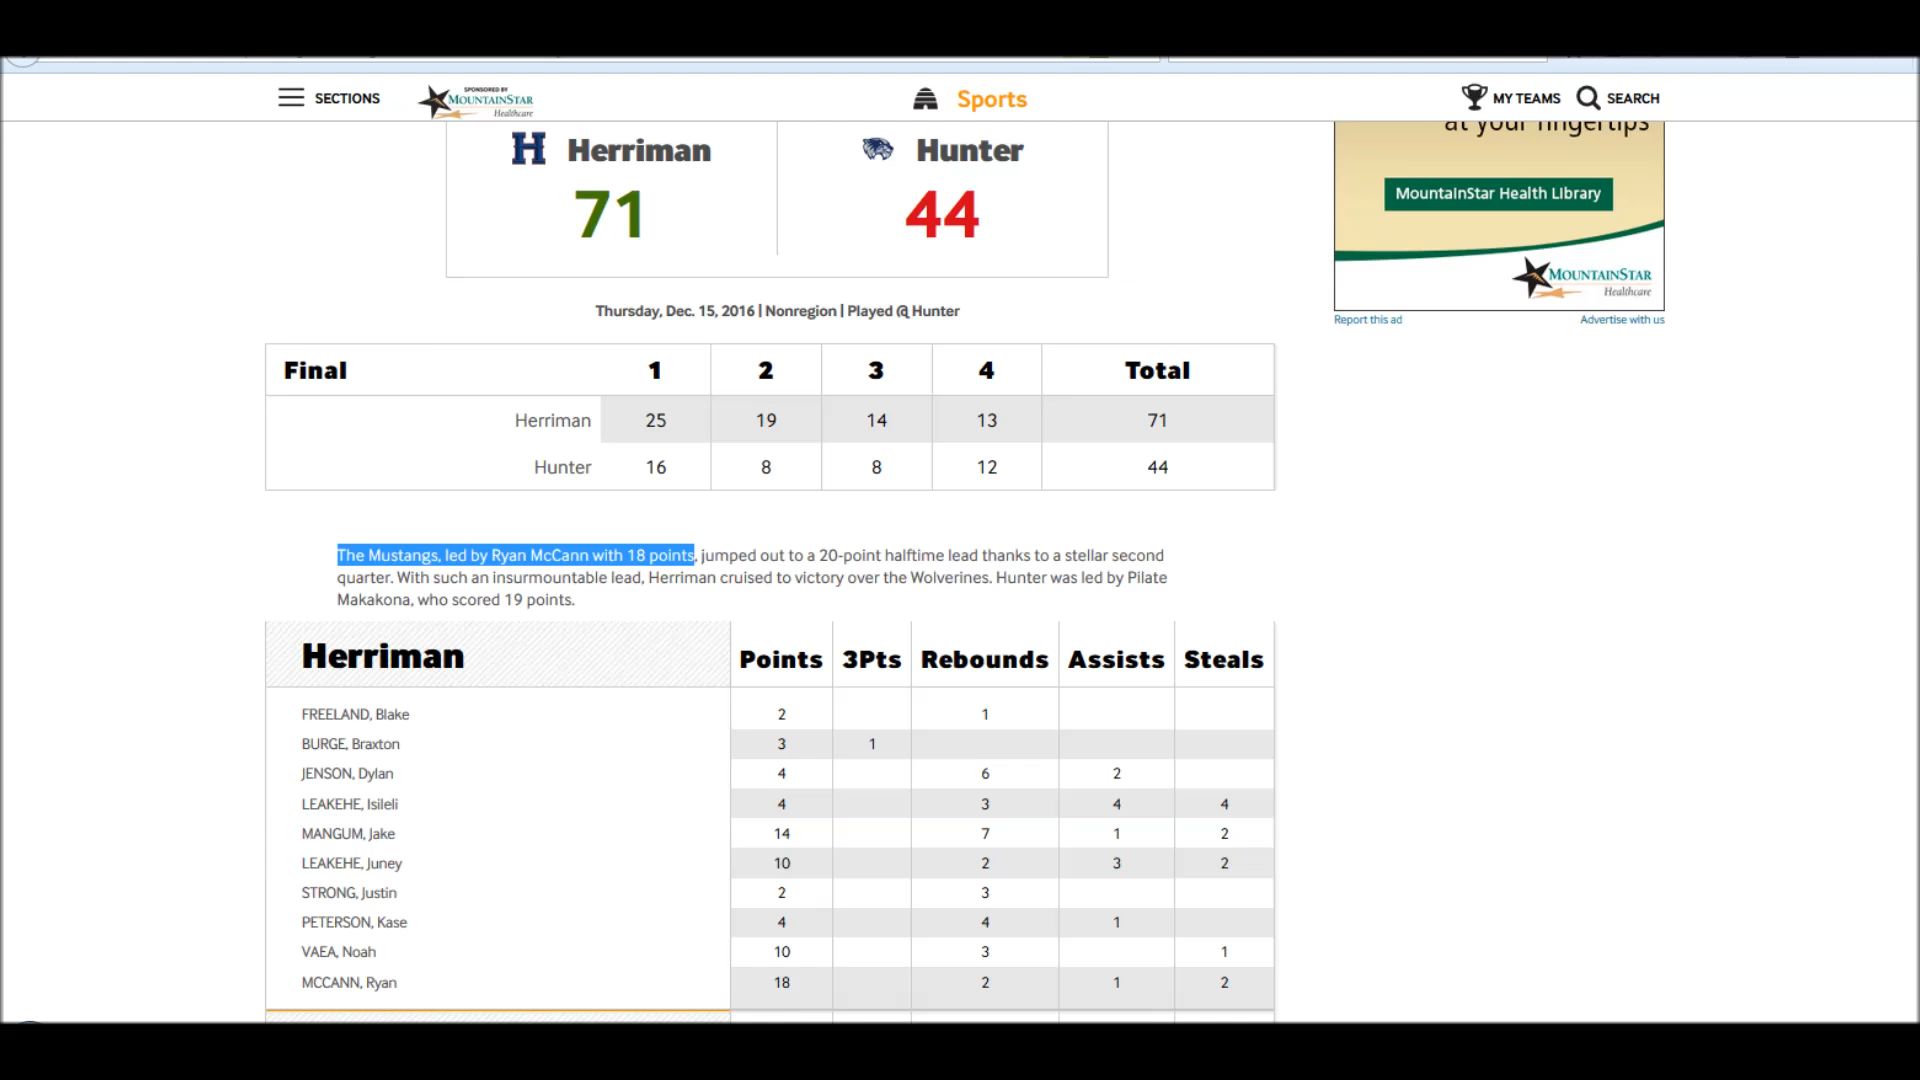 SECTIONS
SPONSORED BY
MOUNTAINSTAR
Healthcare
Sports
MY TEAMS
SEARCH
at your fingertips
H Herriman Hunter
71 44
MountainStar Health Library
MOUNTAINSTAR
Healthcare
Report this ad Advertise with us
Thursday, Dec. 15, 2016 | Nonregion | Played @ Hunter
Final 1 2 3 4 Total
Herriman 25 19 14 13 71
Hunter 16 8 8 12 44
The Mustangs, led by Ryan McCann with 18 points, jumped out to a 20-point halftime lead thanks to a stellar second
quarter. With such an insurmountable lead, Herriman cruised to victory over the Wolverines. Hunter was led by Pilate
Makakona, who scored 19 points.
Herriman Points 3Pts Rebounds Assists Steals
FREELAND, Blake 2 1
BURGE, Braxton 3 1
JENSON, Dylan 4 6 2
LEAKEHE, Isileli 4 3 4 4
MANGUM, Jake 14 7 1 2
LEAKEHE, Juney 10 2 3 2
STRONG, Justin 2 3
PETERSON, Kase 4 4 1
VAEA, Noah 10 3 1
MCCANN, Ryan 18 2 1 2